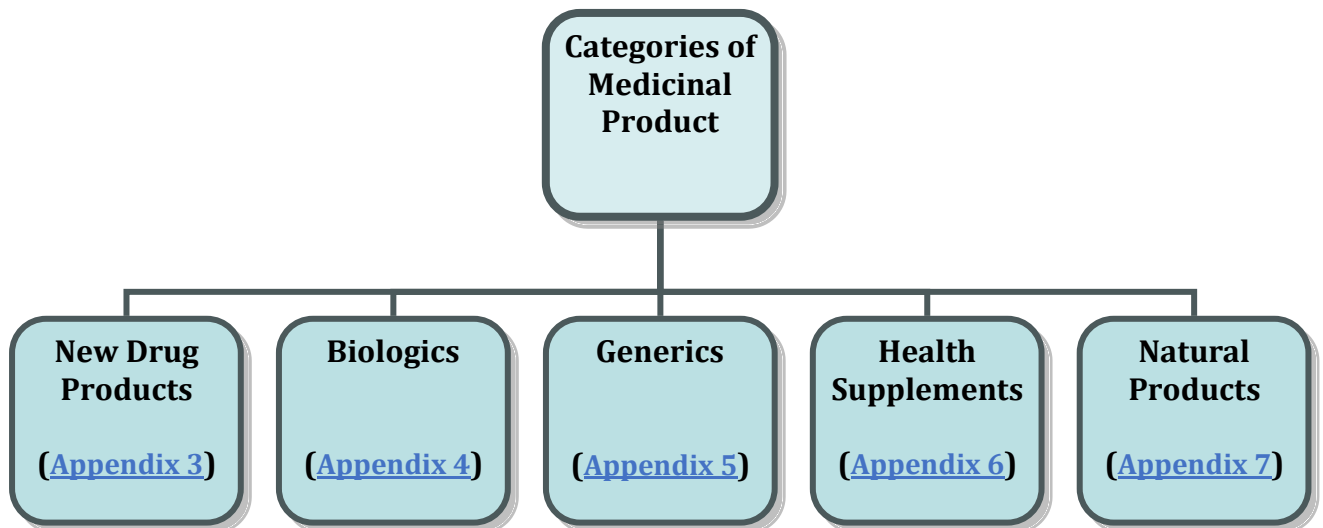 Categories of
Medicinal
Product
New Drug
Products
(Appendix 3)
Biologics
(Appendix 4)
Generics
(Appendix 5)
Health
Supplements
(Appendix 6)
Natural
Products
(Appendix 7)